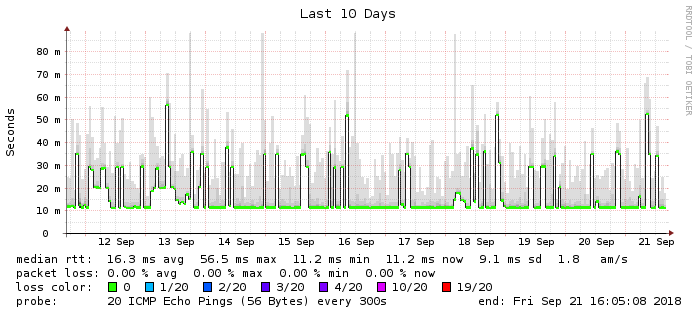 Last 10 Days
RRDTOOL / TOBI OETIKER
Seconds
80 m
70 m
60 m
50 m
40 m
30 m
20 m
10 m
0
12 Sep 13 Sep 14 Sep 15 Sep 16 Sep 17 Sep 18 Sep 19 Sep 20 Sep 21 Sep
median rtt: 16.3 ms avg 56.5 ms max 11.2 ms min 11.2 ms now 9.1 ms sd 1.8 am/s
packet loss: 0.00 % avg 0.00 % max 0.00 % min 0.00 % now
loss color: 0 1/20 2/20 3/20 4/20 10/20 19/20
probe: 20 ICMP Echo Pings (56 Bytes) every 300s end: Fri Sep 21 16:05:08 2018